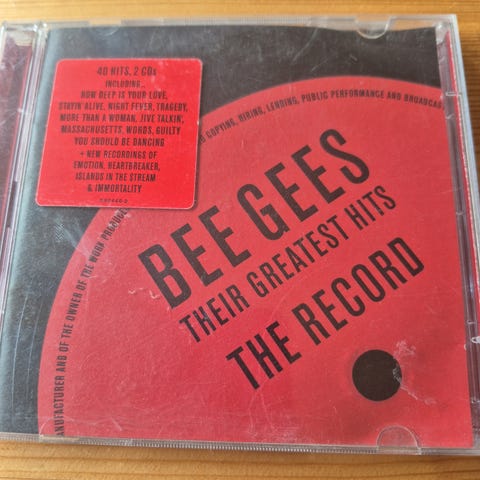 40 HITS, 2 CDs
INCLUDING...
HOW DEEP IS YOUR LOVE,
STAYIN' ALIVE, NIGHT FEVER, TRAGEDY,
MORE THAN A WOMAN, JIVE TALKIN',
MASSACHUSETTS, WORDS, GUILTY
YOU SHOULD BE DANCING
+ NEW RECORDINGS OF
EMOTION, HEARTBREAKER,
ISLANDS IN THE STREAM
& IMMORTALITY
COPYING, HIRING, LENDING, PUBLIC PERFORMANCE AND BROADCAS
ANUFACTURER AND OF THE OWNER OF THE WORK
BEE GEES
THEIR GREATEST HITS
THE RECORD